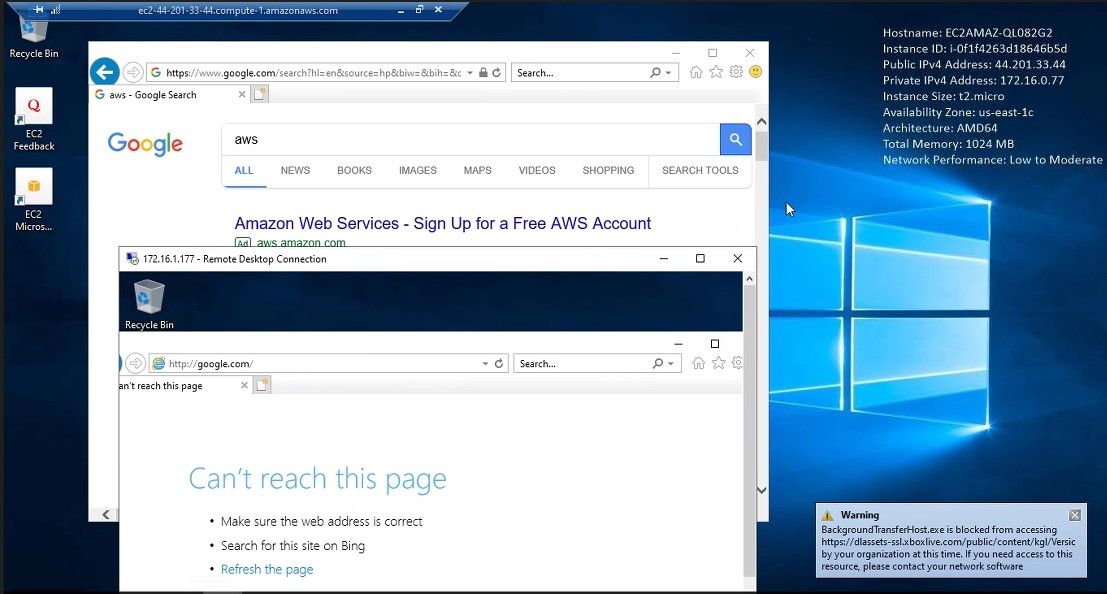 ec2-44-201-33-44.compute-1.amazonaws.com
Recycle Bin
EC2
Feedback
EC2
Micros...
Hostname: EC2AMAZ-QL082G2
Instance ID: i-0f1f4263d18646b5d
Public IPv4 Address: 44.201.33.44
Private IPv4 Address: 172.16.0.77
Instance Size: t2.micro
Availability Zone: us-east-1c
Architecture: AMD64
Total Memory: 1024 MB
Network Performance: Low to Moderate
https://www.google.com/search?hl=en&source=hp&biw=&bih=&c
Search...
aws - Google Search
Google
aws
ALL NEWS BOOKS IMAGES MAPS VIDEOS SHOPPING SEARCH TOOLS
Amazon Web Services - Sign Up for a Free AWS Account
Ad aws.amazon.com
172.16.1.177 - Remote Desktop Connection
Recycle Bin
http://google.com/
Search...
an't reach this page
Can't reach this page
• Make sure the web address is correct
• Search for this site on Bing
• Refresh the page
Warning
BackgroundTransferHost.exe is blocked from accessing
https://dlassets-ssl.xboxlive.com/public/content/kgl/Versic
by your organization at this time. If you need access to this
resource, please contact your network software